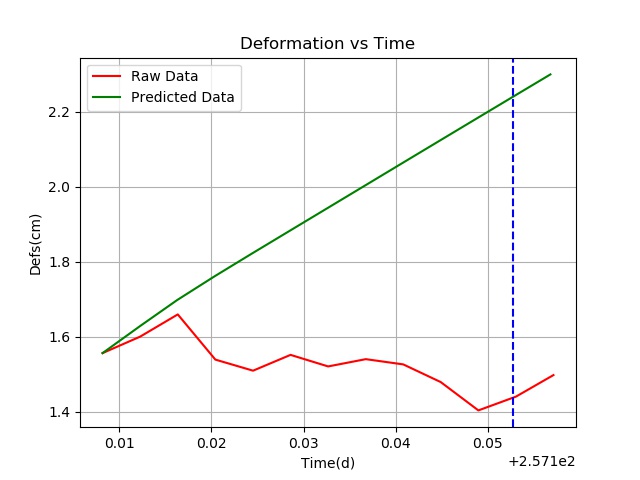 Deformation vs Time
Raw Data
Predicted Data
Defs(cm)
2.2
2.0
1.8
1.6
1.4
0.01 0.02 0.03 0.04 0.05
Time(d)
+2.571e2